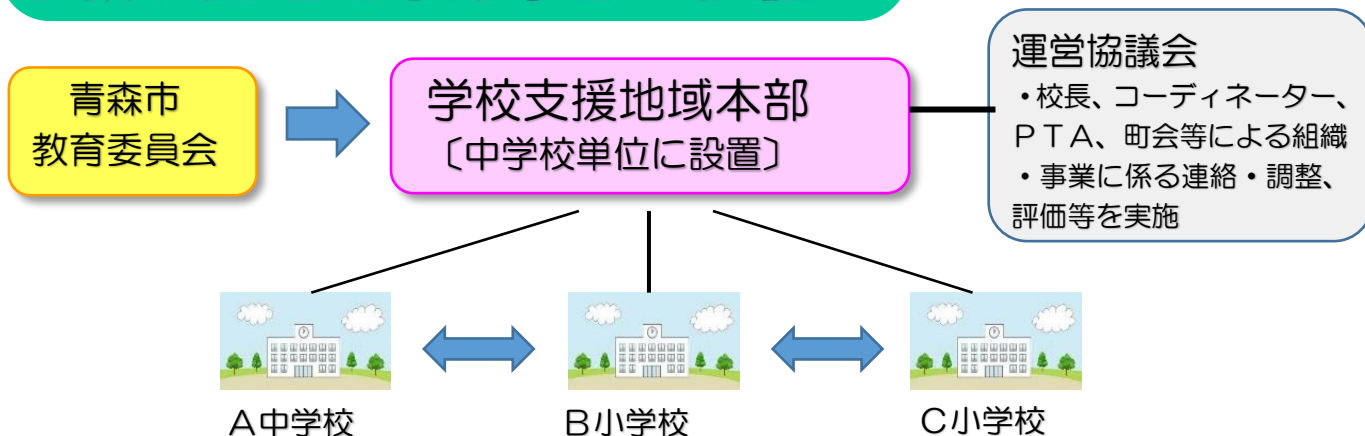 青森市
教育委員会
学校支援地域本部
〔中学校単位に設置〕
運営協議会
・校長、コーディネーター、
ＰＴＡ、町会等による組織
・事業に係る連絡・調整、
評価等を実施
A中学校
B小学校
C小学校